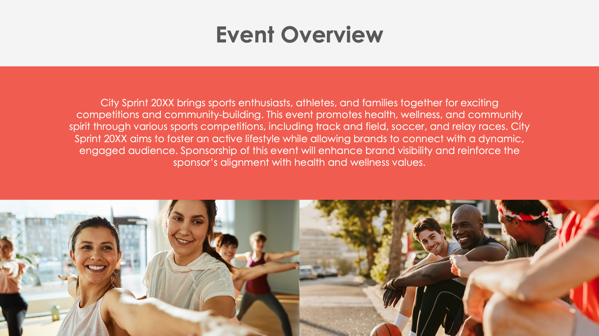 Event Overview
City Sprint 20XX brings sports enthusiasts, athletes, and families together for exciting
competitions and community-building. This event promotes health, wellness, and community
spirit through various sports competitions, including track and field, soccer, and relay races. City
Sprint 20XX aims to foster an active lifestyle while allowing brands to connect with a dynamic,
engaged audience. Sponsorship of this event will enhance brand visibility and reinforce the
sponsor's alignment with health and wellness values.